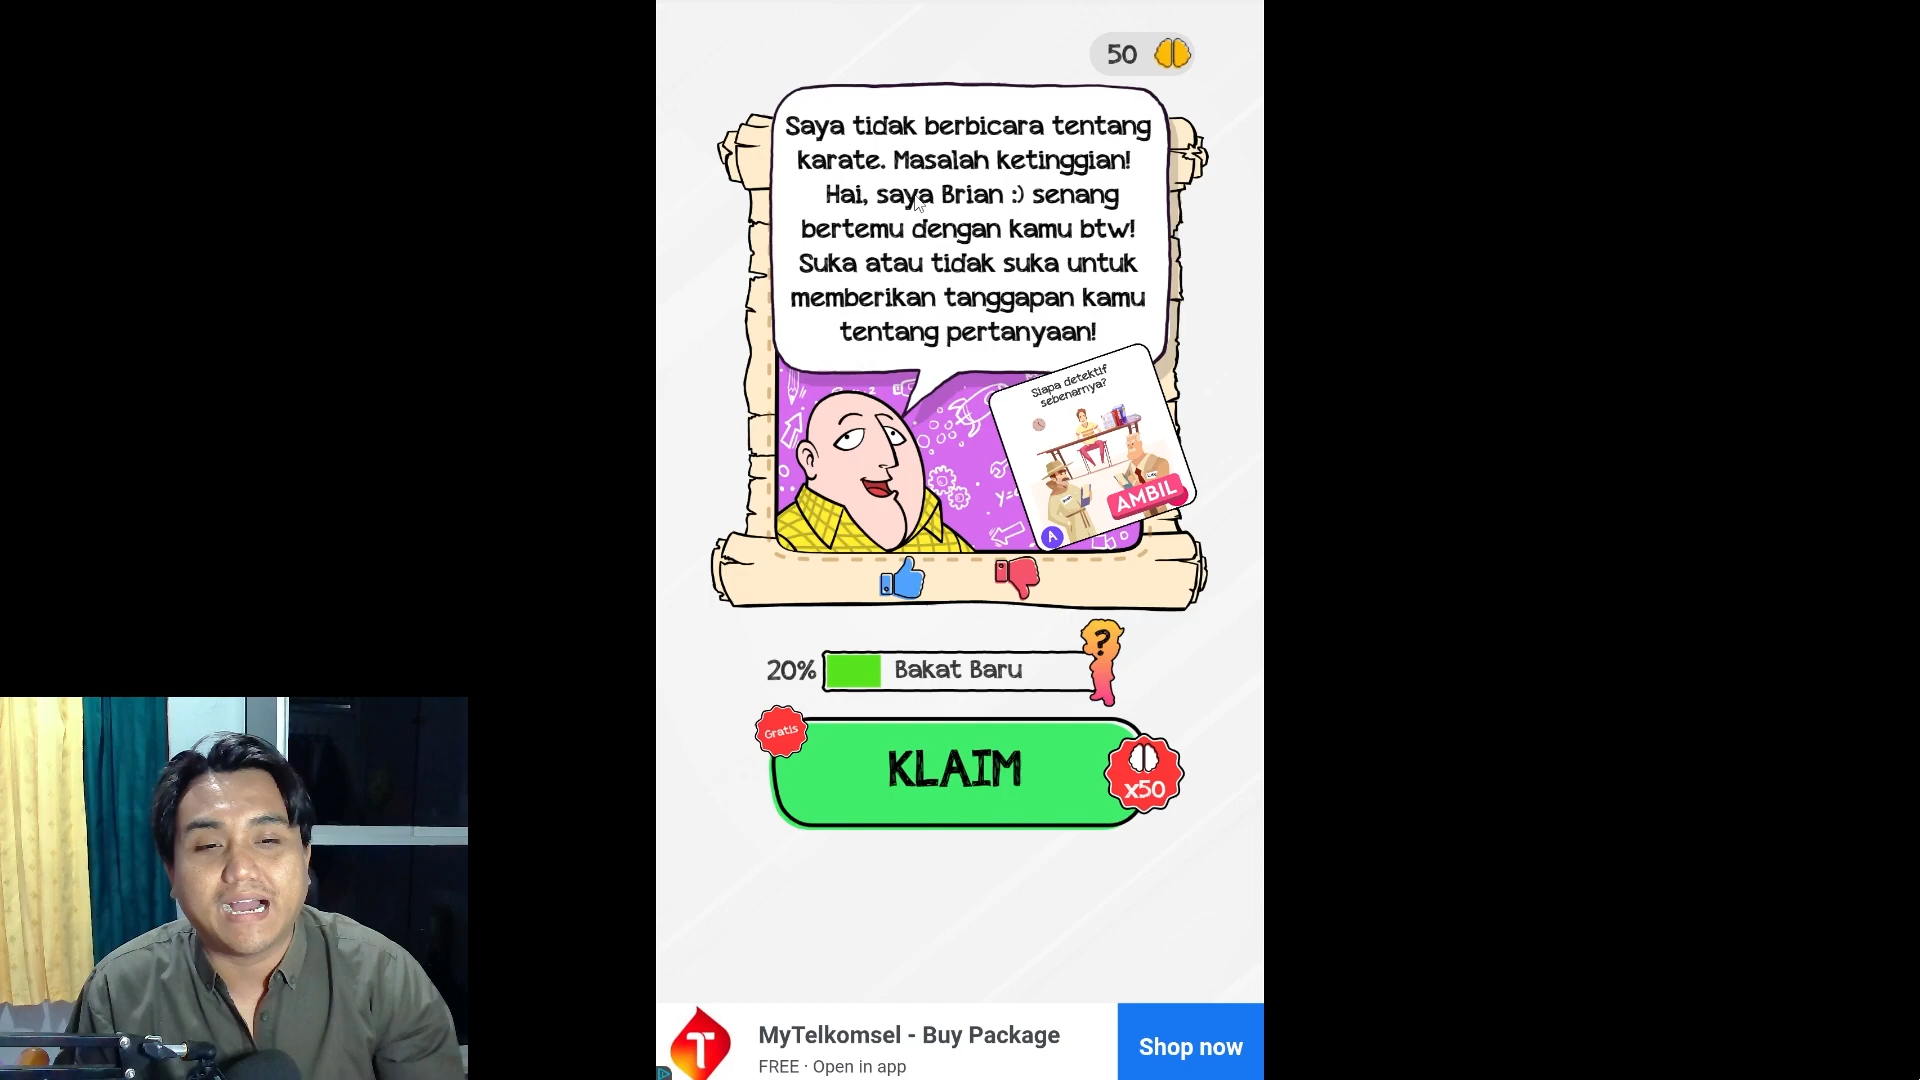 50
Saya tidak berbicara tentang
karate. Masalah ketinggian!
Hai, saya Brian :) senang
bertemu dengan kamu btw!
Suka atau tidak suka untuk
memberikan tanggapan kamu
tentang pertanyaan!
Siapa detektif
sebenarnya?
AMBIL
A
20%
Bakat Baru
?
Gratis
KLAIM
x50
MyTelkomsel - Buy Package
FREE · Open in app
Shop now